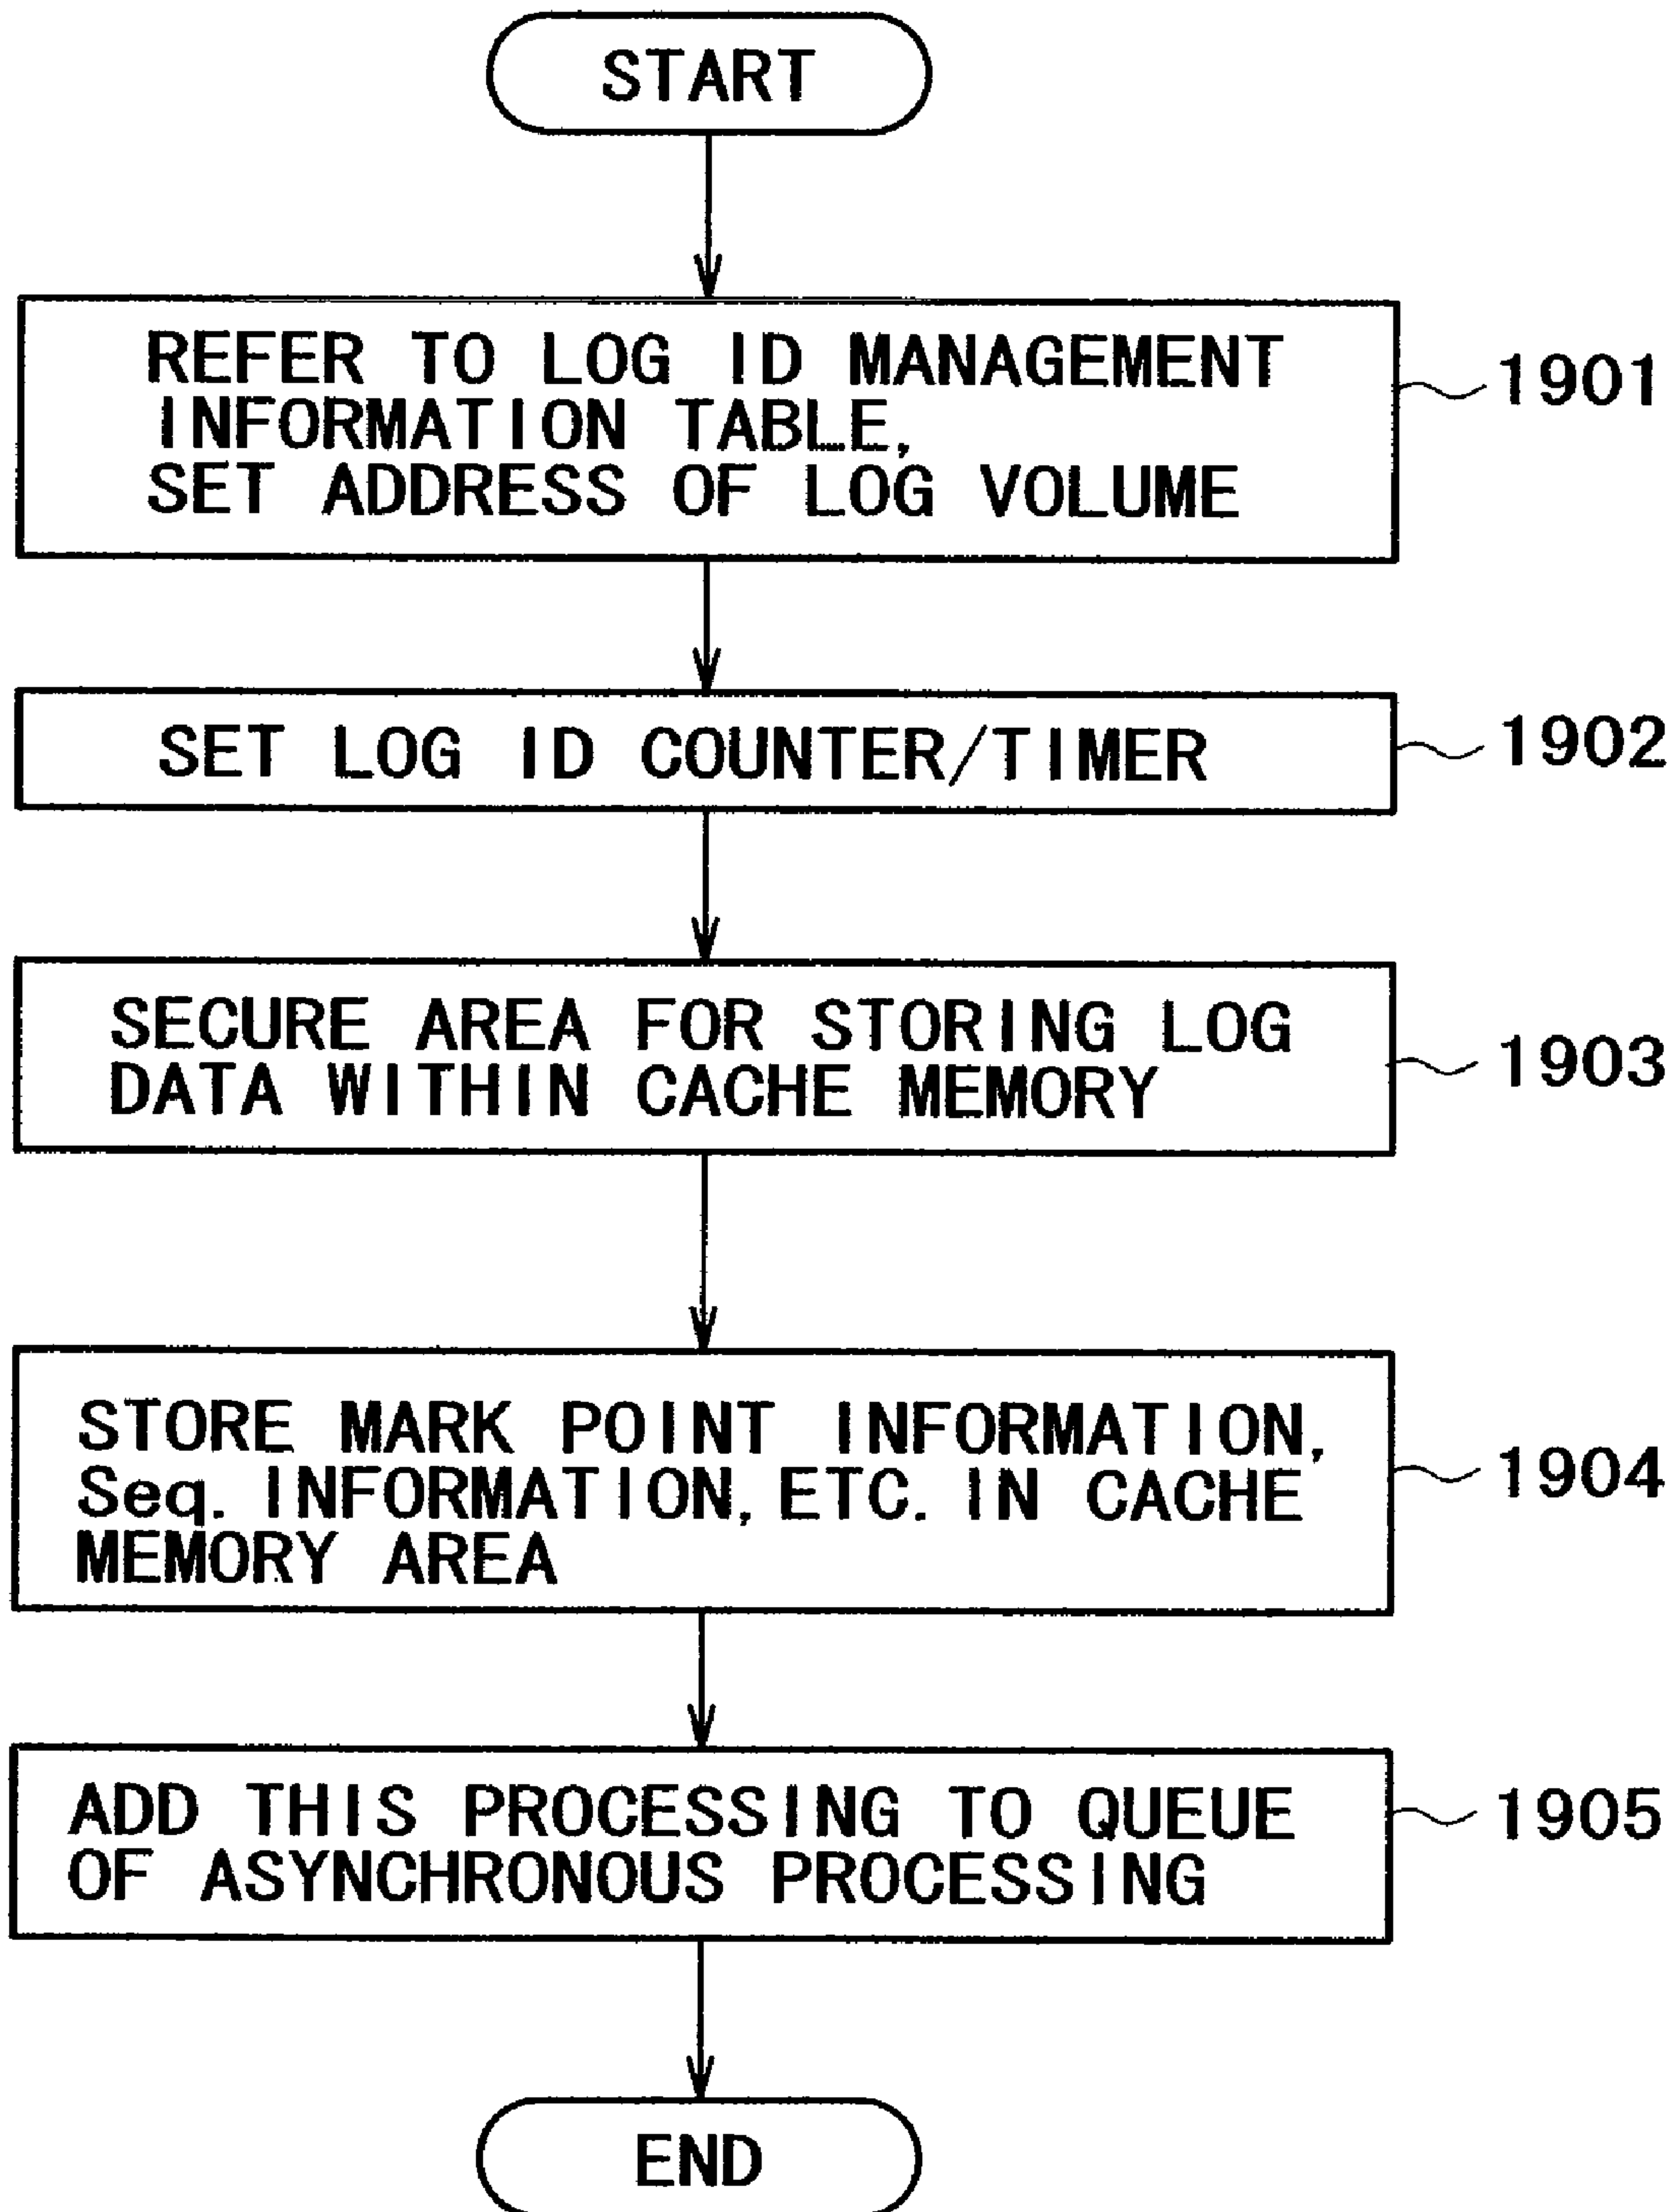 START
REFER TO LOG ID MANAGEMENT
INFORMATION TABLE,
SET ADDRESS OF LOG VOLUME
1901
SET LOG ID COUNTER/TIMER
1902
SECURE AREA FOR STORING LOG
DATA WITHIN CACHE MEMORY
1903
STORE MARK POINT INFORMATION,
Seq. INFORMATION, ETC. IN CACHE
MEMORY AREA
1904
ADD THIS PROCESSING TO QUEUE
OF ASYNCHRONOUS PROCESSING
1905
END